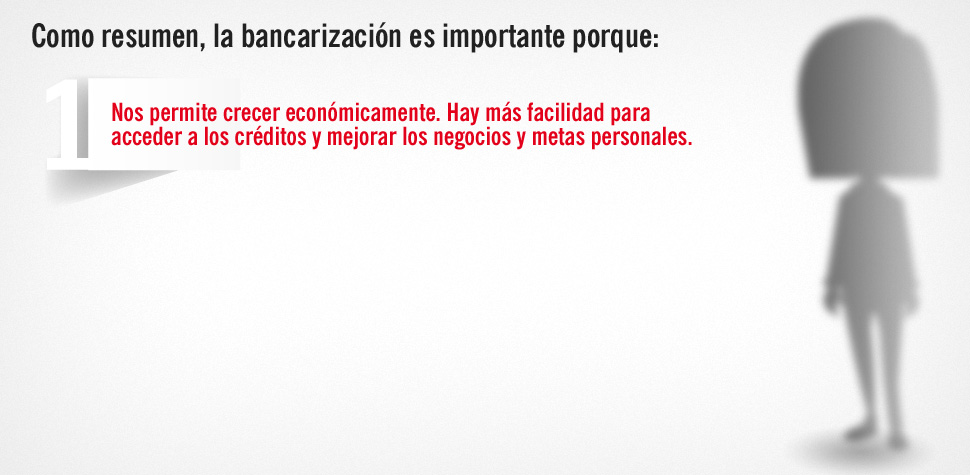 Como resumen, la bancarización es importante porque:
1
Nos permite crecer económicamente. Hay más facilidad para
acceder a los créditos y mejorar los negocios y metas personales.